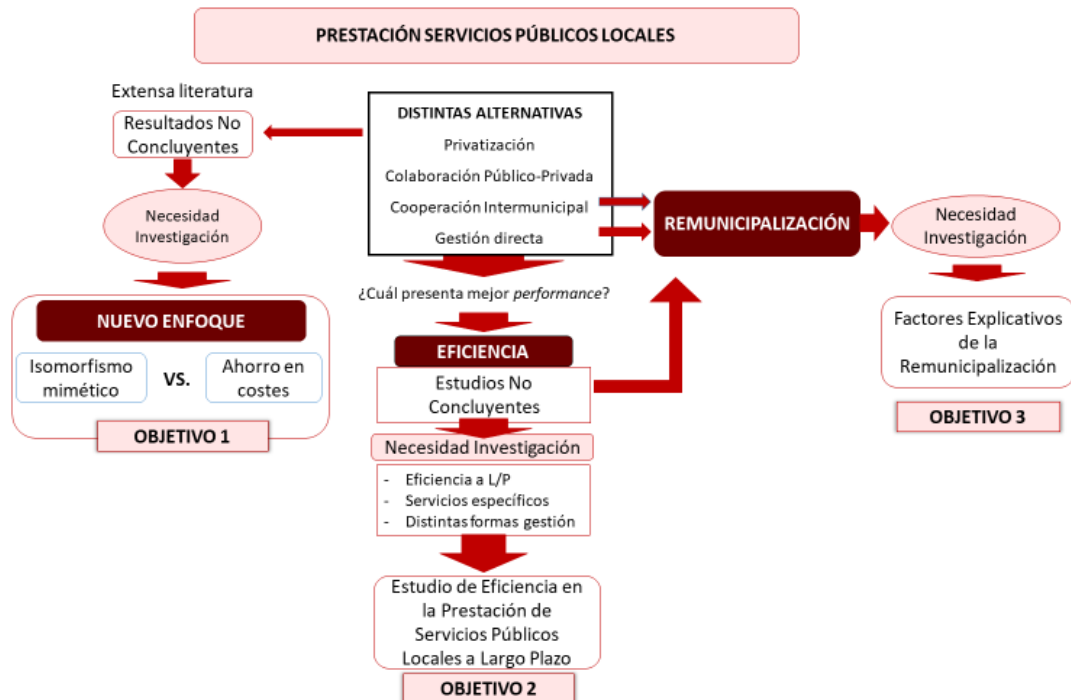 PRESTACIÓN SERVICIOS PÚBLICOS LOCALES
Extensa literatura
Resultados No
Concluyentes
Necesidad
Investigación
NUEVO ENFOQUE
Isomorfismo
mimético
VS.
Ahorro en
costes
OBJETIVO 1
DISTINTAS ALTERNATIVAS
Privatización
Colaboración Público-Privada
Cooperación Intermunicipal
Gestión directa
¿Cuál presenta mejor performance?
EFICIENCIA
Estudios No
Concluyentes
Necesidad Investigación
- Eficiencia a L/P
- Servicios específicos
- Distintas formas gestión
Estudio de Eficiencia en
la Prestación de
Servicios Públicos
Locales a Largo Plazo
OBJETIVO 2
REMUNICIPALIZACIÓN
Necesidad
Investigación
Factores Explicativos
de la
Remunicipalización
OBJETIVO 3